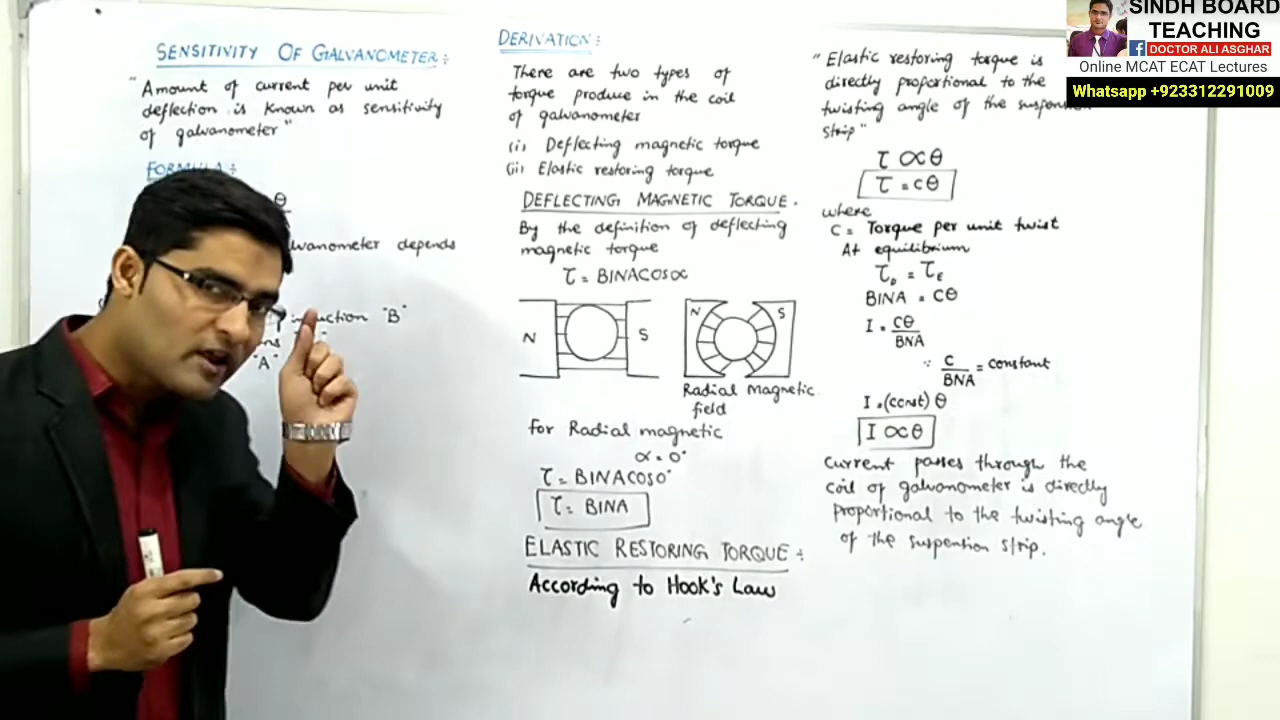 SENSITIVITY OF GALVANOMETER:
"Amount of current per unit
deflection is known as sensitivity
of galvanometer"
FORMULA:
θ
lvanometer depends
induction "B"
"A"
DERIVATION:
There are two types of
torque produce in the coil
of galvanometer
(i) Deflecting magnetic torque
(ii) Elastic restoring torque
DEFLECTING MAGNETIC TORQUE.
By the definition of deflecting
magnetic torque
τ = BINACOSα
N S
N S
Radial magnetic
field
for Radial magnetic
α = 0°
τ = BINACOS0°
τ = BINA
ELASTIC RESTORING TORQUE:
According to Hook's Law
"Elastic restoring torque is
directly proportional to the
twisting angle of the suspension
strip"
τ ∝ θ
τ = cθ
where
C = Torque per unit twist
At equilibrium
τD = τE
BINA = Cθ
I = Cθ
BNA
∵ C = constant
BNA
I = (const) θ
I ∝ θ
Current passes through the
coil of galvanometer is directly
proportional to the twisting angle
of the suspension strip.
SINDH BOARD
TEACHING
f DOCTOR ALI ASGHAR
Online MCAT ECAT Lectures
Whatsapp +923312291009